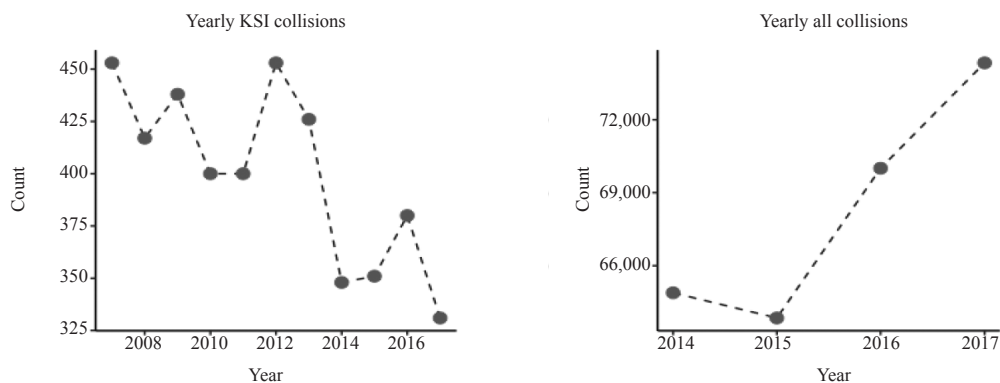 Yearly KSI collisions
450
425
400
375
350
325
Count
2008 2010 2012 2014 2016
Year
Yearly all collisions
72,000
69,000
66,000
Count
2014 2015 2016 2017
Year